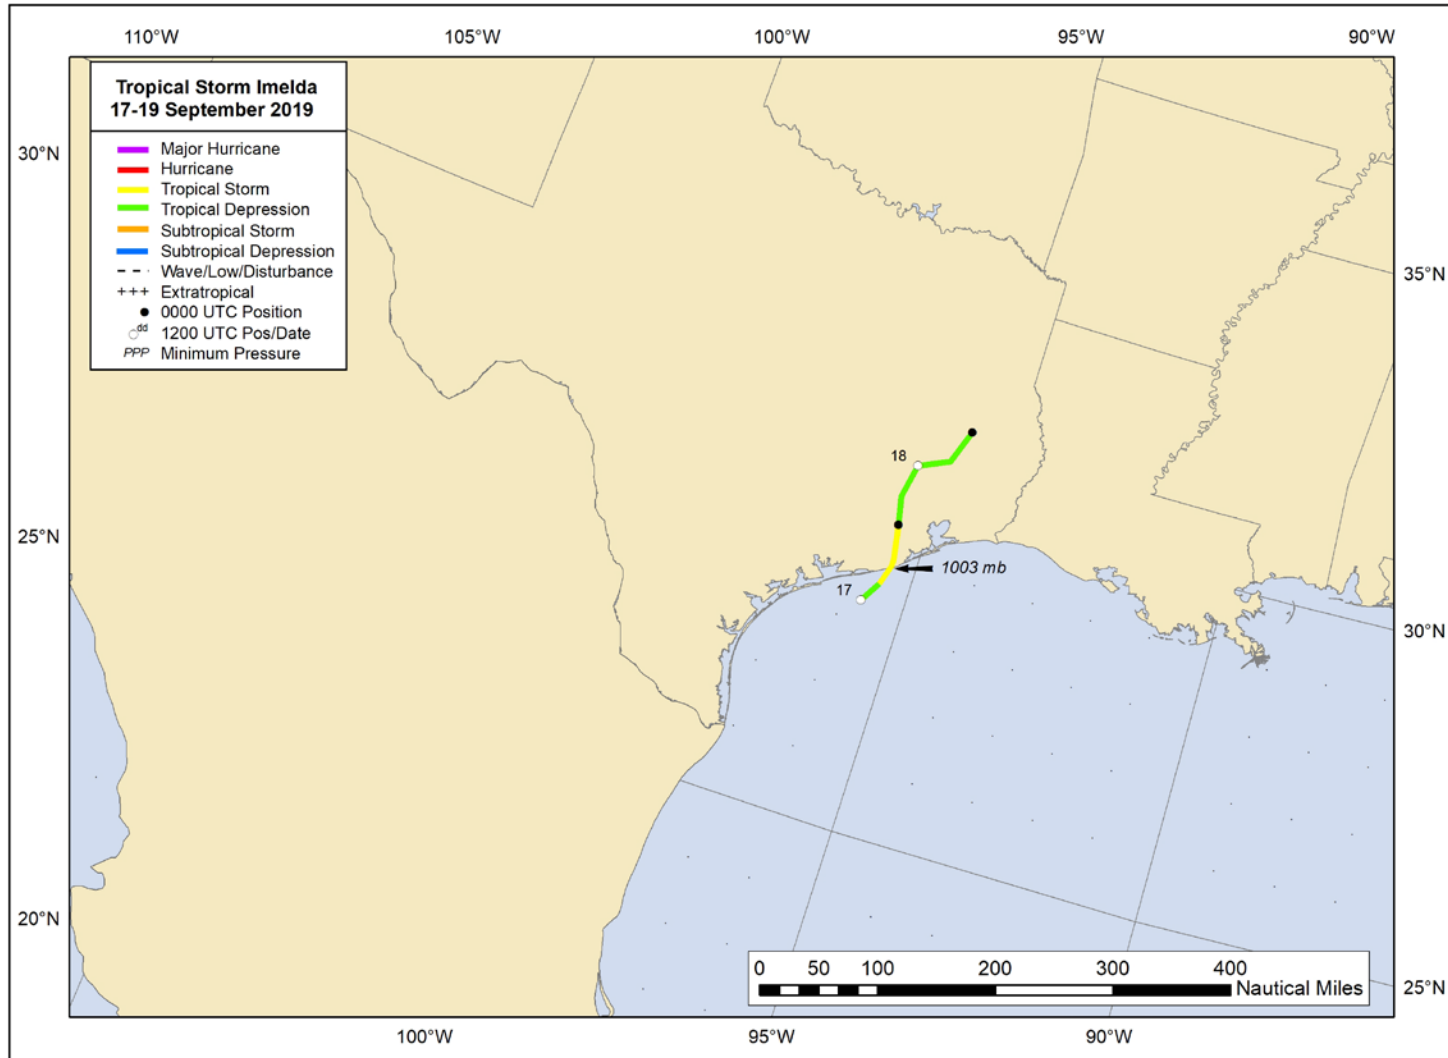 110°W 105°W 100°W 95°W 90°W
Tropical Storm Imelda
17-19 September 2019
Major Hurricane
Hurricane
Tropical Storm
Tropical Depression
Subtropical Storm
Subtropical Depression
Wave/Low/Disturbance
+++ Extratropical
0000 UTC Position
dd 1200 UTC Pos/Date
PPP Minimum Pressure
30°N
35°N
18
25°N
1003 mb
17
30°N
20°N
0 50 100 200 300 400
Nautical Miles
25°N
100°W 95°W 90°W